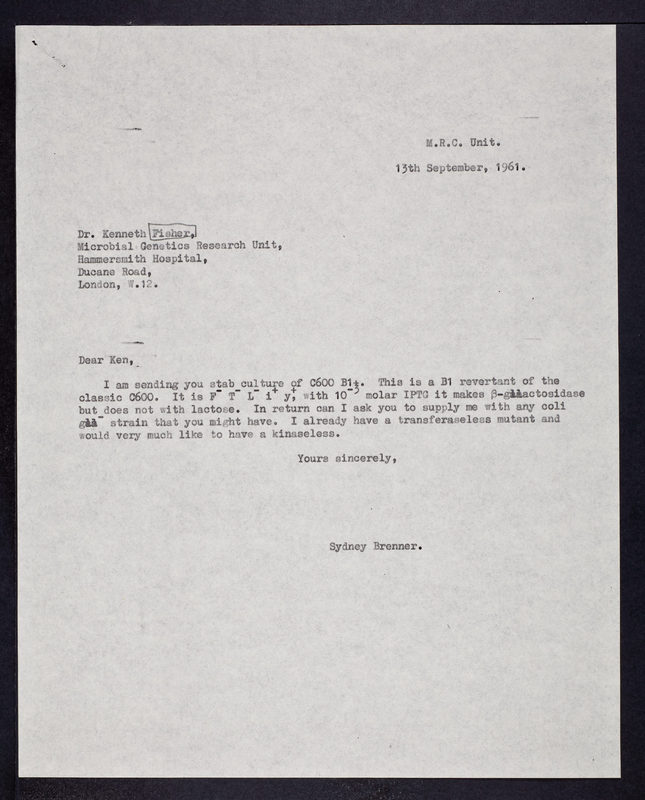 M.R.C. Unit.
13th September, 1961.
Dr. Kenneth Fisher,
Microbial Genetics Research Unit,
Hammersmith Hospital,
Ducane Road,
London, W.12.
Dear Ken,
I am sending you stab culture of C600 B1+. This is a B1 revertant of the
classic C600. It is F⁻ T⁻ L⁻ i⁺ y⁺, with 10⁻³ molar IPTG it makes β-galactosidase
but does not with lactose. In return can I ask you to supply me with any coli
gal⁻ strain that you might have. I already have a transferaseless mutant and
would very much like to have a kinaseless.
Yours sincerely,
Sydney Brenner.